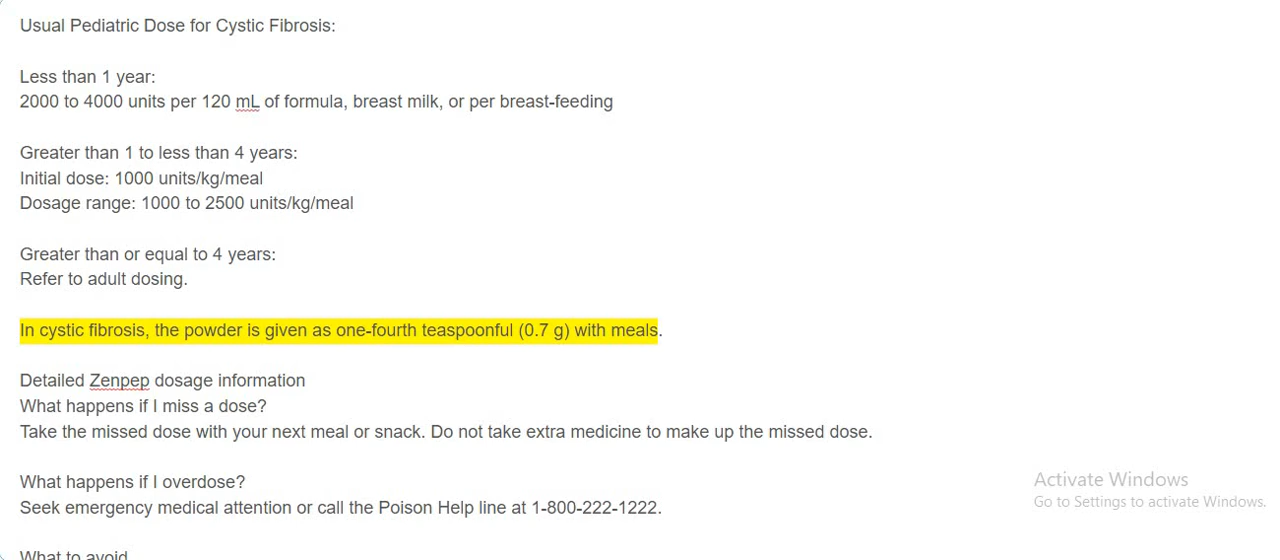 Usual Pediatric Dose for Cystic Fibrosis:
Less than 1 year:
2000 to 4000 units per 120 mL of formula, breast milk, or per breast-feeding
Greater than 1 to less than 4 years:
Initial dose: 1000 units/kg/meal
Dosage range: 1000 to 2500 units/kg/meal
Greater than or equal to 4 years:
Refer to adult dosing.
In cystic fibrosis, the powder is given as one-fourth teaspoonful (0.7 g) with meals.
Detailed Zenpep dosage information
What happens if I miss a dose?
Take the missed dose with your next meal or snack. Do not take extra medicine to make up the missed dose.
What happens if I overdose?
Seek emergency medical attention or call the Poison Help line at 1-800-222-1222.
Activate Windows
Go to Settings to activate Windows.
What to avoid